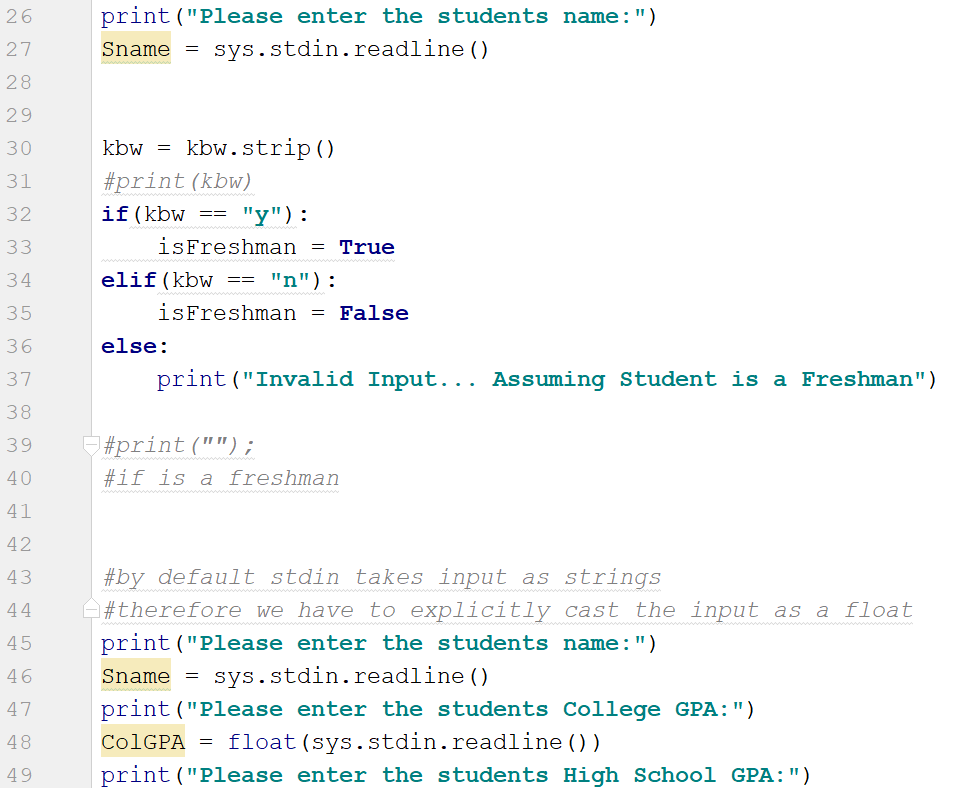 26 print("Please enter the students name:")
27 Sname = sys.stdin.readline()
28
29
30 kbw = kbw.strip()
31 #print(kbw)
32 if(kbw == "y"):
33     isFreshman = True
34 elif(kbw == "n"):
35     isFreshman = False
36 else:
37     print("Invalid Input... Assuming Student is a Freshman")
38
39 #print("");
40 #if is a freshman
41
42
43 #by default stdin takes input as strings
44 #therefore we have to explicitly cast the input as a float
45 print("Please enter the students name:")
46 Sname = sys.stdin.readline()
47 print("Please enter the students College GPA:")
48 ColGPA = float(sys.stdin.readline())
49 print("Please enter the students High School GPA:")